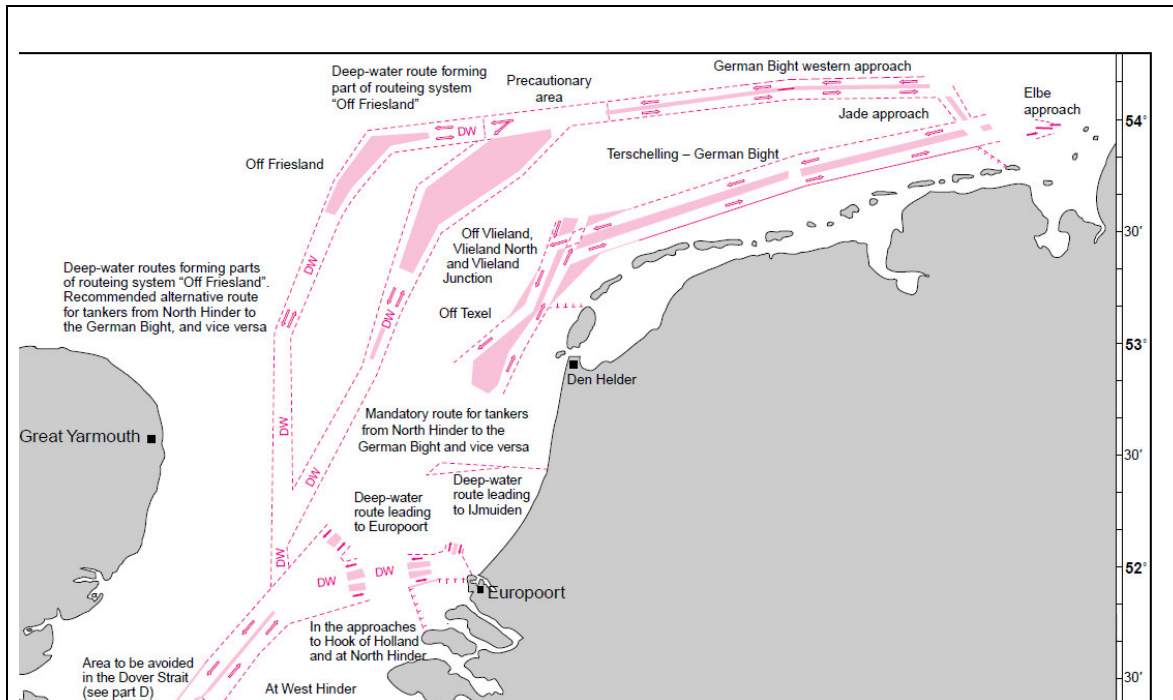 Deep-water route forming
part of routeing system
“Off Friesland”
Precautionary
area
German Bight western approach
Elbe
approach
Jade approach
54°
DW
Off Friesland
Terschelling – German Bight
Off Vlieland,
Vlieland North
and Vlieland
Junction
30'
DW
Deep-water routes forming parts
of routeing system “Off Friesland”.
Recommended alternative route
for tankers from North Hinder to
the German Bight, and vice versa
DW
Off Texel
53°
Den Helder
Mandatory route for tankers
from North Hinder to the
German Bight and vice versa
DW
Great Yarmouth
30'
DW
Deep-water
route leading
to IJmuiden
Deep-water
route leading
to Europoort
DW
DW
DW
52°
Europoort
In the approaches
to Hook of Holland
and at North Hinder
Area to be avoided
in the Dover Strait
(see part D)
At West Hinder
30'